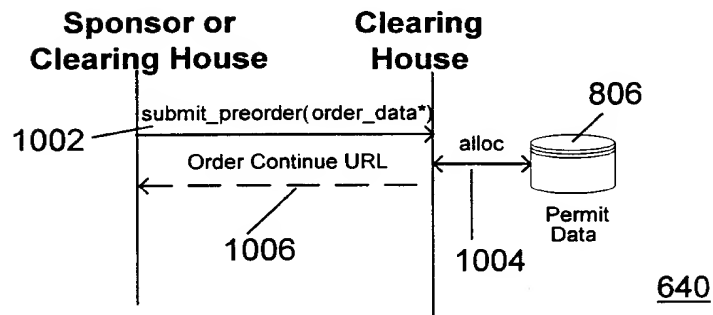 Sponsor or
Clearing House
Clearing
House
submit_preorder(order_data*)
1002
806
alloc
Order Continue URL
Permit
Data
1006
1004
640